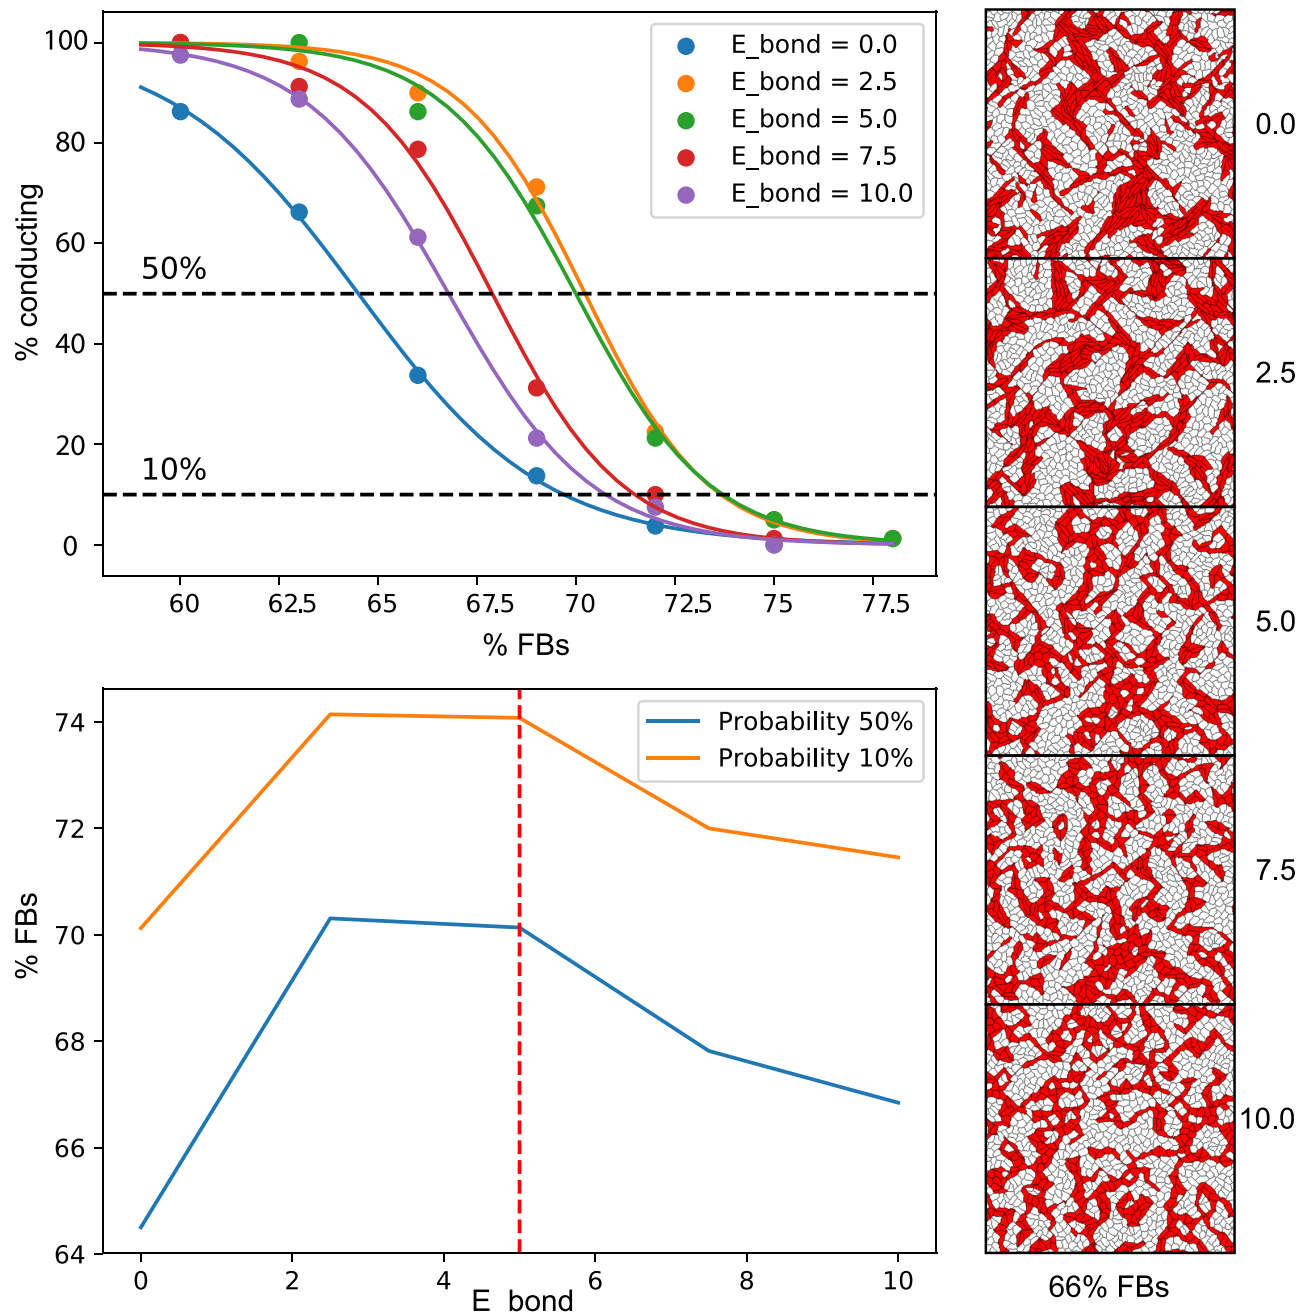 100
80
60
40
20
0
% conducting
E_bond = 0.0
E_bond = 2.5
E_bond = 5.0
E_bond = 7.5
E_bond = 10.0
50%
10%
60
62.5
65
67.5
70
72.5
75
77.5
% FBs
74
72
70
68
66
64
% FBs
Probability 50%
Probability 10%
0
2
4
6
8
10
E_bond
0.0
2.5
5.0
7.5
10.0
66% FBs